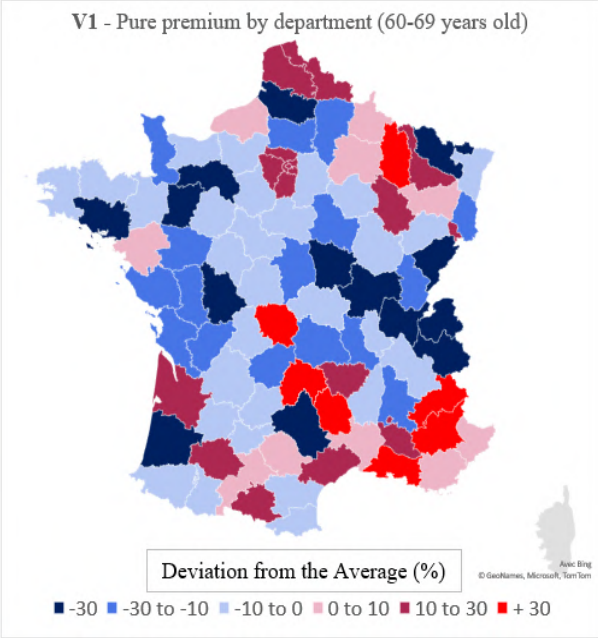 V1 - Pure premium by department (60-69 years old)
Avec Bing
© GeoNames, Microsoft, TomTom
Deviation from the Average (%)
-30 -30 to -10 -10 to 0 0 to 10 10 to 30 + 30